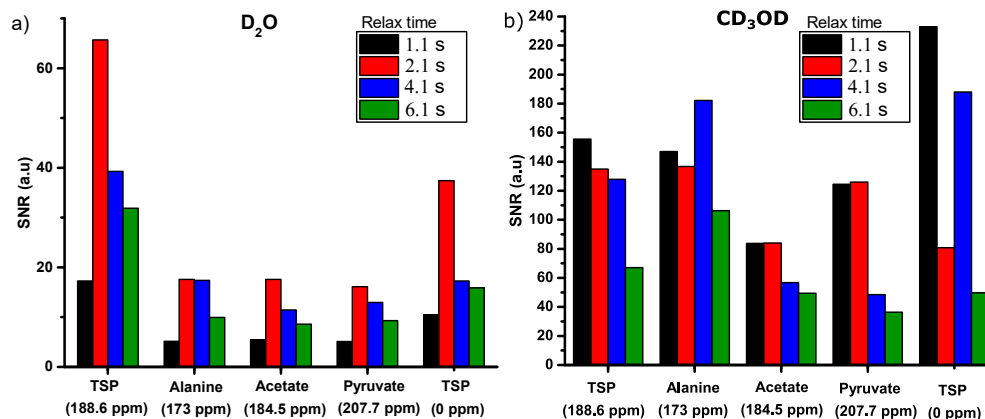 a)
D₂O
Relax time
1.1 s
2.1 s
4.1 s
6.1 s
60
40
20
0
SNR (a.u)
TSP Alanine Acetate Pyruvate TSP
(188.6 ppm) (173 ppm) (184.5 ppm) (207.7 ppm) (0 ppm)
b)
CD₃OD
Relax time
1.1 s
2.1 s
4.1 s
6.1 s
240
220
200
180
160
140
120
100
80
60
40
20
0
SNR (a.u)
TSP Alanine Acetate Pyruvate TSP
(188.6 ppm) (173 ppm) (184.5 ppm) (207.7 ppm) (0 ppm)